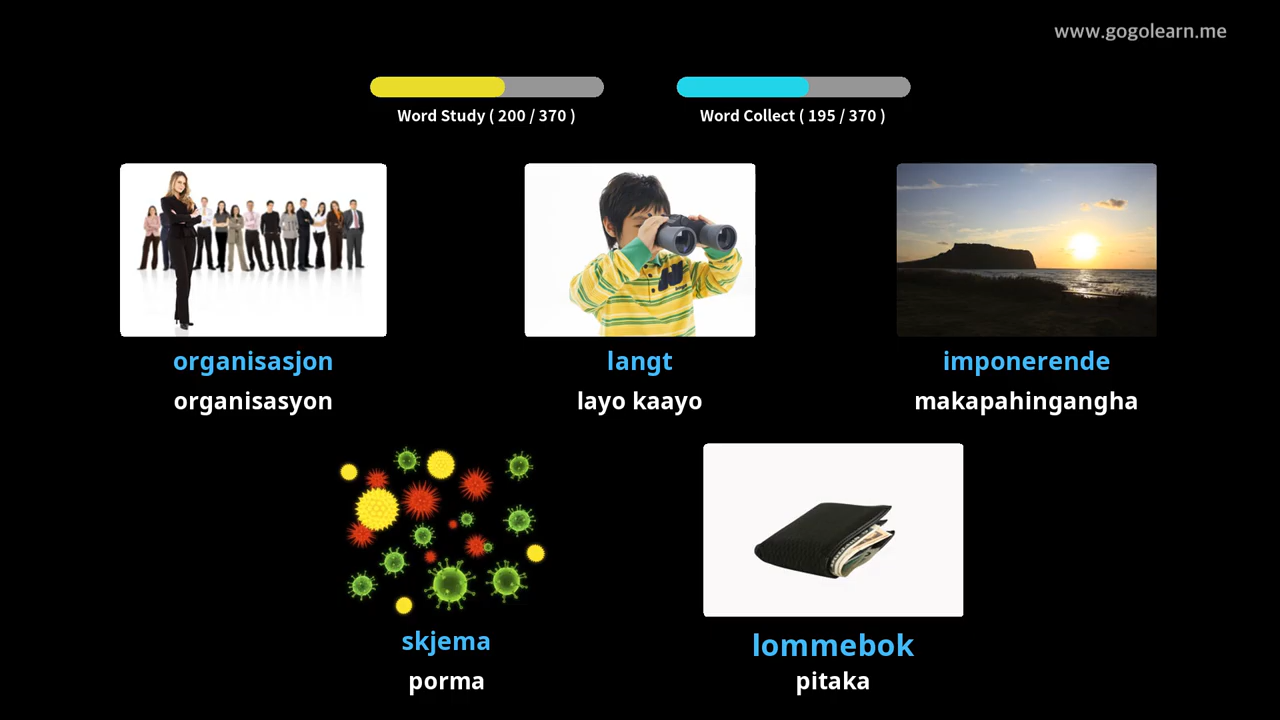 www.gogolearn.me
Word Study ( 200 / 370 )
Word Collect ( 195 / 370 )
organisasjon
organisasyon
langt
layo kaayo
imponerende
makapahingangha
skjema
porma
lommebok
pitaka